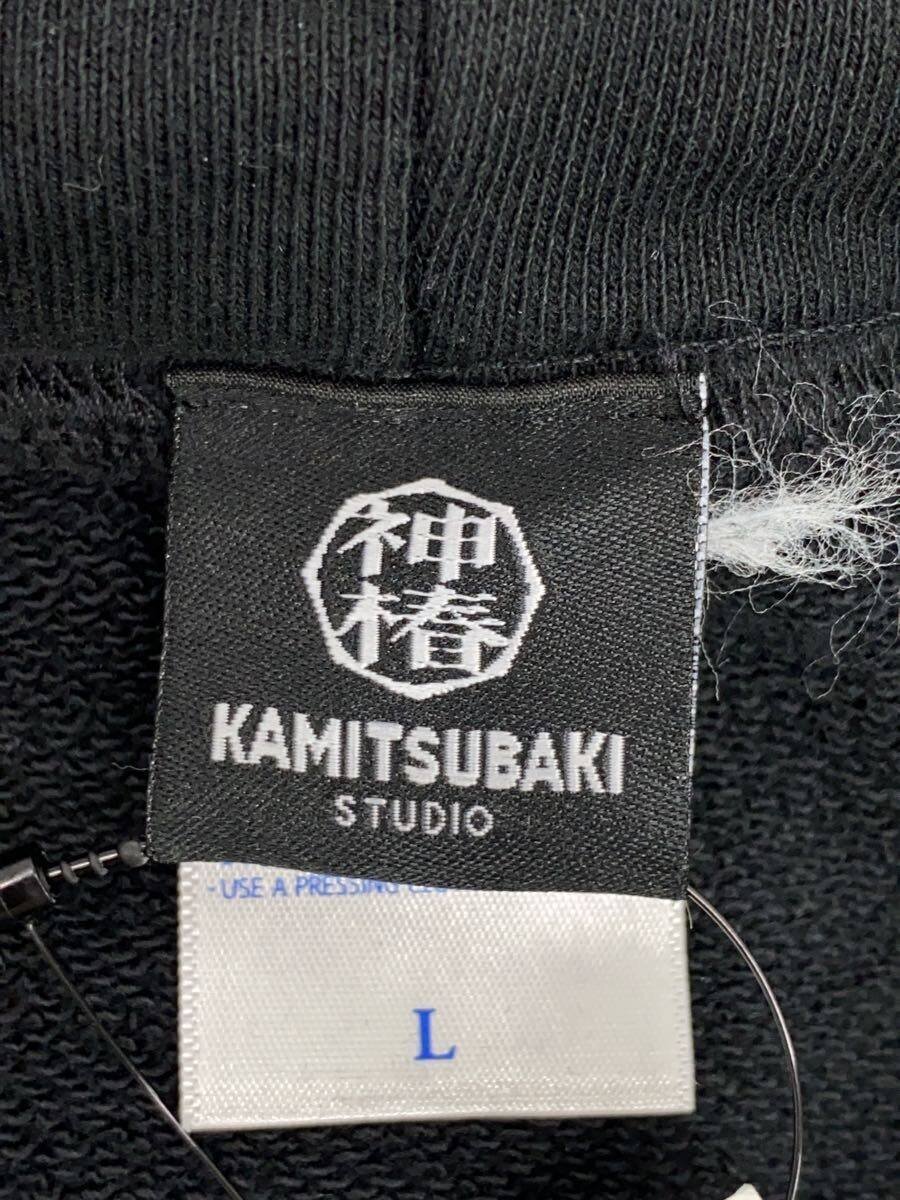 神
椿
KAMITSUBAKI
STUDIO
- USE A PRESSING
L